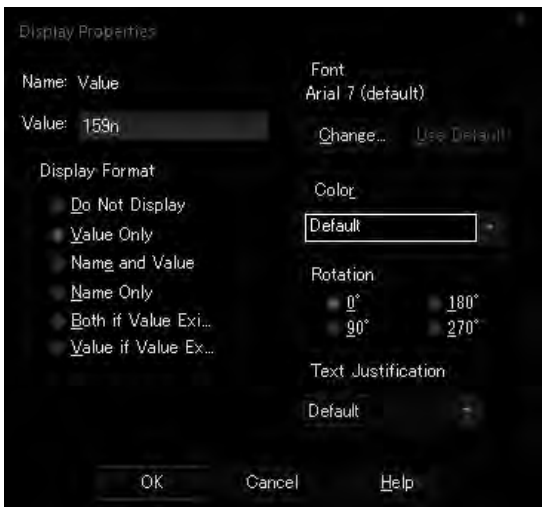 Display Properties
Name: Value
Value: 159n
Display Format
Do Not Display
Value Only
Name and Value
Name Only
Both if Value Exi...
Value if Value Ex...
Font
Arial 7 (default)
Change...
Use Default
Color
Default
Rotation
0°
180°
90°
270°
Text Justification
Default
OK
Cancel
Help